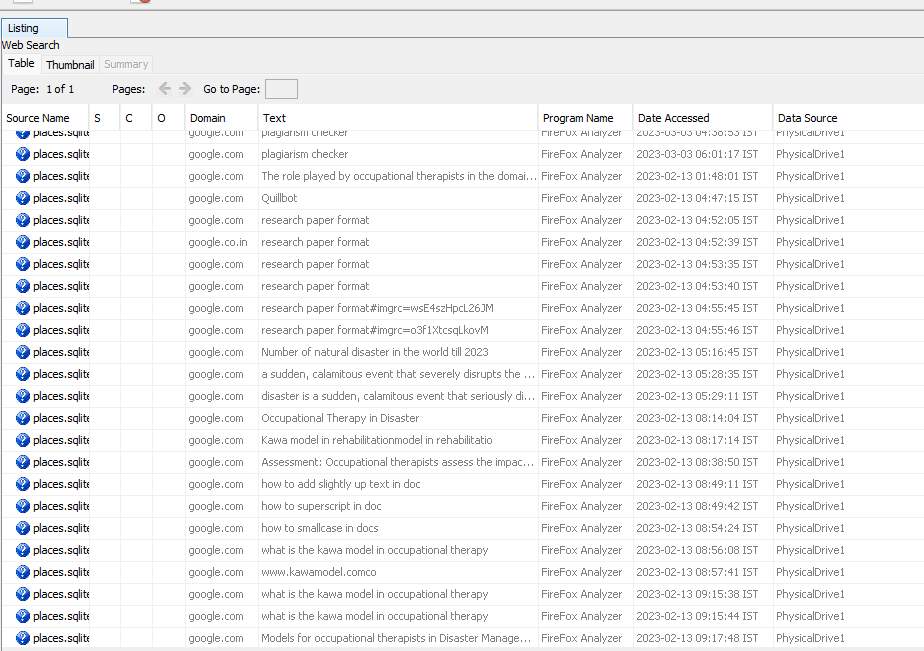 Listing
Web Search
Table Thumbnail Summary
Page: 1 of 1 Pages: Go to Page:
Source Name S C O Domain Text Program Name Date Accessed Data Source
places.sqlite google.com plagiarism checker FireFox Analyzer 2023-03-03 04:38:53 IST PhysicalDrive1
places.sqlite google.com plagiarism checker FireFox Analyzer 2023-03-03 06:01:17 IST PhysicalDrive1
places.sqlite google.com The role played by occupational therapists in the domai... FireFox Analyzer 2023-02-13 01:48:01 IST PhysicalDrive1
places.sqlite google.com Quillbot FireFox Analyzer 2023-02-13 04:47:15 IST PhysicalDrive1
places.sqlite google.com research paper format FireFox Analyzer 2023-02-13 04:52:05 IST PhysicalDrive1
places.sqlite google.co.in research paper format FireFox Analyzer 2023-02-13 04:52:39 IST PhysicalDrive1
places.sqlite google.com research paper format FireFox Analyzer 2023-02-13 04:53:35 IST PhysicalDrive1
places.sqlite google.com research paper format FireFox Analyzer 2023-02-13 04:53:40 IST PhysicalDrive1
places.sqlite google.com research paper format#imgrc=wsE4szHpcL26JM FireFox Analyzer 2023-02-13 04:55:45 IST PhysicalDrive1
places.sqlite google.com research paper format#imgrc=o3f1XtcsqLkovM FireFox Analyzer 2023-02-13 04:55:46 IST PhysicalDrive1
places.sqlite google.com Number of natural disaster in the world till 2023 FireFox Analyzer 2023-02-13 05:16:45 IST PhysicalDrive1
places.sqlite google.com a sudden, calamitous event that severely disrupts the ... FireFox Analyzer 2023-02-13 05:28:35 IST PhysicalDrive1
places.sqlite google.com disaster is a sudden, calamitous event that seriously di... FireFox Analyzer 2023-02-13 05:29:11 IST PhysicalDrive1
places.sqlite google.com Occupational Therapy in Disaster FireFox Analyzer 2023-02-13 08:14:04 IST PhysicalDrive1
places.sqlite google.com Kawa model in rehabilitationmodel in rehabilitatio FireFox Analyzer 2023-02-13 08:17:14 IST PhysicalDrive1
places.sqlite google.com Assessment: Occupational therapists assess the impac... FireFox Analyzer 2023-02-13 08:38:50 IST PhysicalDrive1
places.sqlite google.com how to add slightly up text in doc FireFox Analyzer 2023-02-13 08:49:11 IST PhysicalDrive1
places.sqlite google.com how to superscript in doc FireFox Analyzer 2023-02-13 08:49:42 IST PhysicalDrive1
places.sqlite google.com how to smallcase in docs FireFox Analyzer 2023-02-13 08:54:24 IST PhysicalDrive1
places.sqlite google.com what is the kawa model in occupational therapy FireFox Analyzer 2023-02-13 08:56:08 IST PhysicalDrive1
places.sqlite google.com www.kawamodel.comco FireFox Analyzer 2023-02-13 08:57:41 IST PhysicalDrive1
places.sqlite google.com what is the kawa model in occupational therapy FireFox Analyzer 2023-02-13 09:15:38 IST PhysicalDrive1
places.sqlite google.com what is the kawa model in occupational therapy FireFox Analyzer 2023-02-13 09:15:44 IST PhysicalDrive1
places.sqlite google.com Models for occupational therapists in Disaster Manage... FireFox Analyzer 2023-02-13 09:17:48 IST PhysicalDrive1